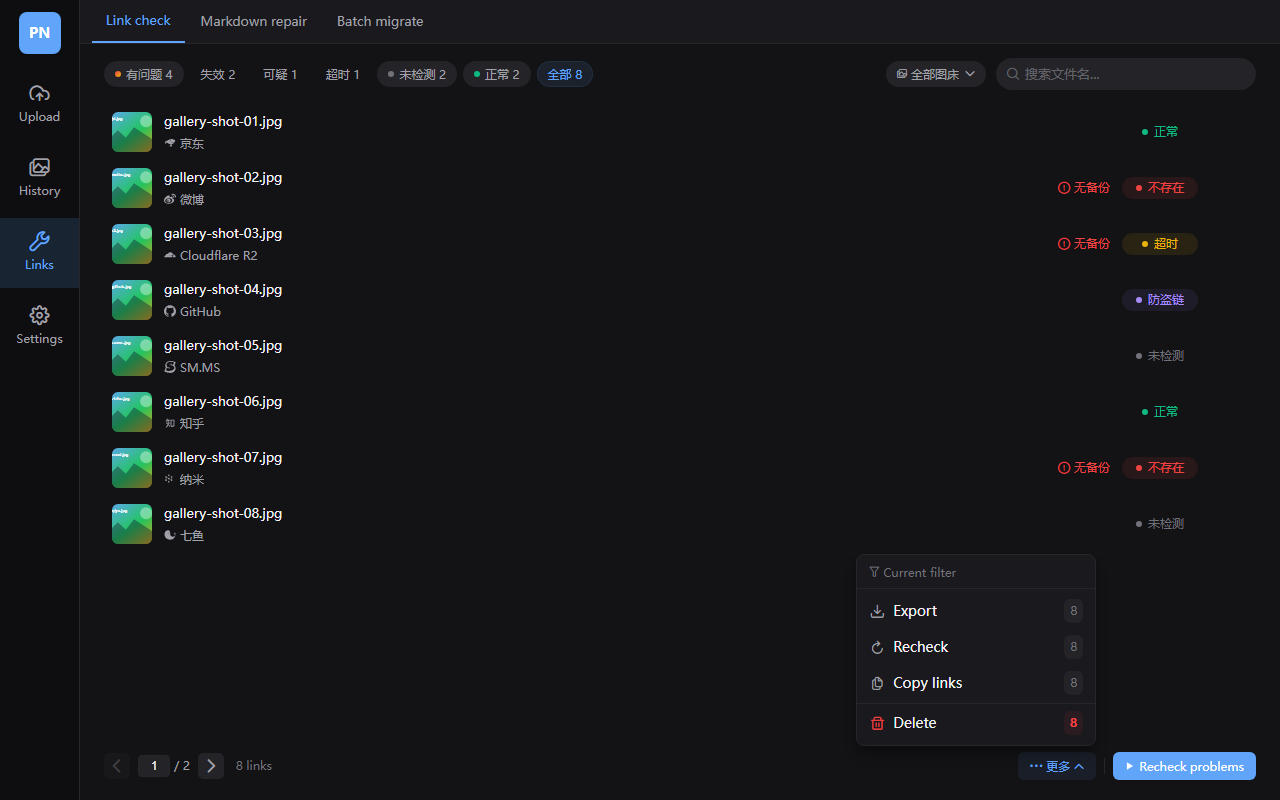 PN
Upload
History
Links
Settings
Link check
Markdown repair
Batch migrate
有问题 4
失效 2
可疑 1
超时 1
未检测 2
正常 2
全部 8
全部图床
搜索文件名...
gallery-shot-01.jpg
京东
正常
gallery-shot-02.jpg
微博
无备份
不存在
gallery-shot-03.jpg
Cloudflare R2
无备份
超时
gallery-shot-04.jpg
GitHub
防盗链
gallery-shot-05.jpg
SM.MS
未检测
gallery-shot-06.jpg
知 知乎
正常
gallery-shot-07.jpg
纳米
无备份
不存在
gallery-shot-08.jpg
七鱼
未检测
Current filter
Export 8
Recheck 8
Copy links 8
Delete 8
1 / 2
8 links
更多
Recheck problems